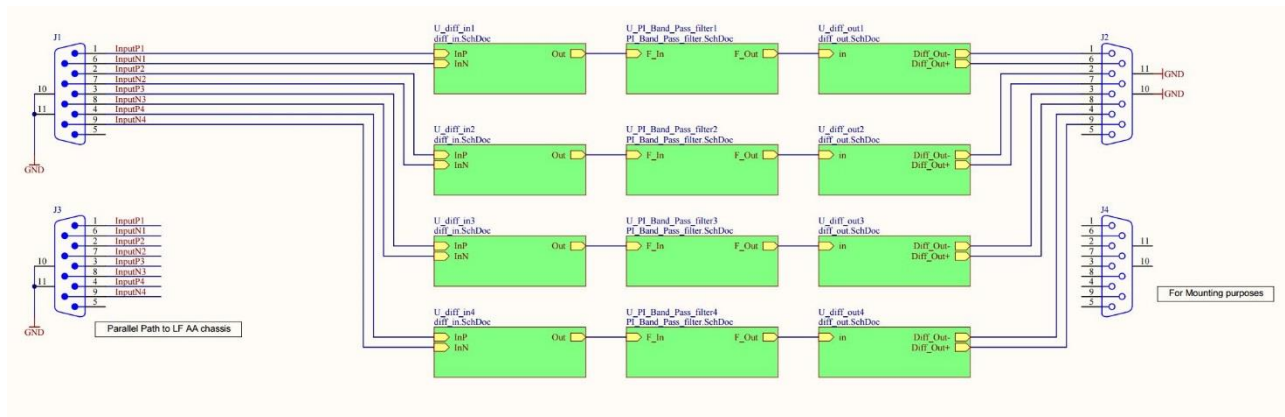 U_diff_in1 U_PI_Band_Pass_filter1 U_diff_out1
diff_in.SchDoc PI_Band_Pass_filter.SchDoc diff_out.SchDoc
J1
J2
1 InputP1
6 InputN1
2 InputP2
7 InputN2
3 InputP3
8 InputN3
4 InputP4
9 InputN4
5
10
11
GND
InP Out F_In F_Out in Diff_Out-
InN Diff_Out+
1
6
2
7
3
8
4
9
5
11 GND
10 GND
U_diff_in2 U_PI_Band_Pass_filter2 U_diff_out2
diff_in.SchDoc PI_Band_Pass_filter.SchDoc diff_out.SchDoc
InP Out F_In F_Out in Diff_Out-
InN Diff_Out+
J3
J4
1 InputP1
6 InputN1
2 InputP2
7 InputN2
3 InputP3
8 InputN3
4 InputP4
9 InputN4
5
10
11
GND
Parallel Path to LF AA chassis
U_diff_in3 U_PI_Band_Pass_filter3 U_diff_out3
diff_in.SchDoc PI_Band_Pass_filter.SchDoc diff_out.SchDoc
InP Out F_In F_Out in Diff_Out-
InN Diff_Out+
1
6
2
7
3
8
4
9
5
11
10
For Mounting purposes
U_diff_in4 U_PI_Band_Pass_filter4 U_diff_out4
diff_in.SchDoc PI_Band_Pass_filter.SchDoc diff_out.SchDoc
InP Out F_In F_Out in Diff_Out-
InN Diff_Out+